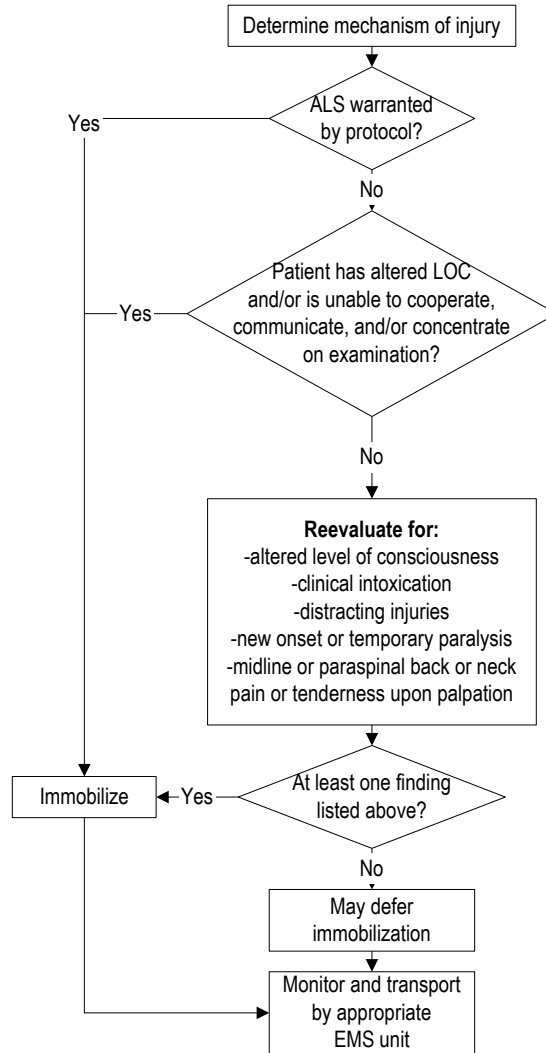 Determine mechanism of injury
ALS warranted
by protocol?
Yes
No
Patient has altered LOC
and/or is unable to cooperate,
communicate, and/or concentrate
on examination?
Yes
No
Reevaluate for:
-altered level of consciousness
-clinical intoxication
-distracting injuries
-new onset or temporary paralysis
-midline or paraspinal back or neck
pain or tenderness upon palpation
At least one finding
listed above?
Yes
Immobilize
No
May defer
immobilization
Monitor and transport
by appropriate
EMS unit